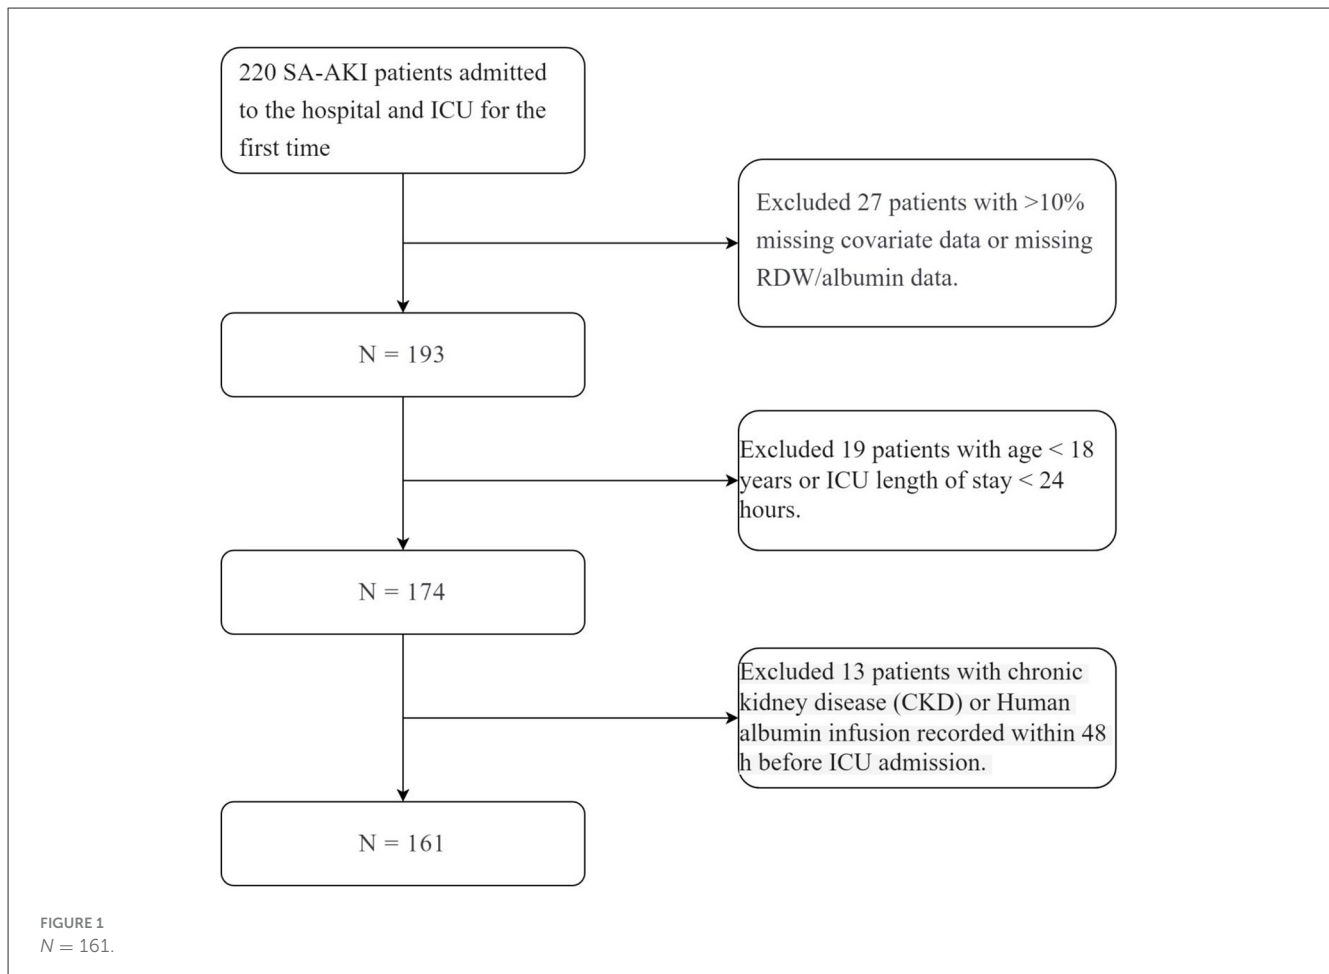 220 SA-AKI patients admitted
to the hospital and ICU for the
first time
Excluded 27 patients with >10%
missing covariate data or missing
RDW/albumin data.
N = 193
Excluded 19 patients with age < 18
years or ICU length of stay < 24
hours.
N = 174
Excluded 13 patients with chronic
kidney disease (CKD) or Human
albumin infusion recorded within 48
h before ICU admission.
N = 161
FIGURE 1
N = 161.